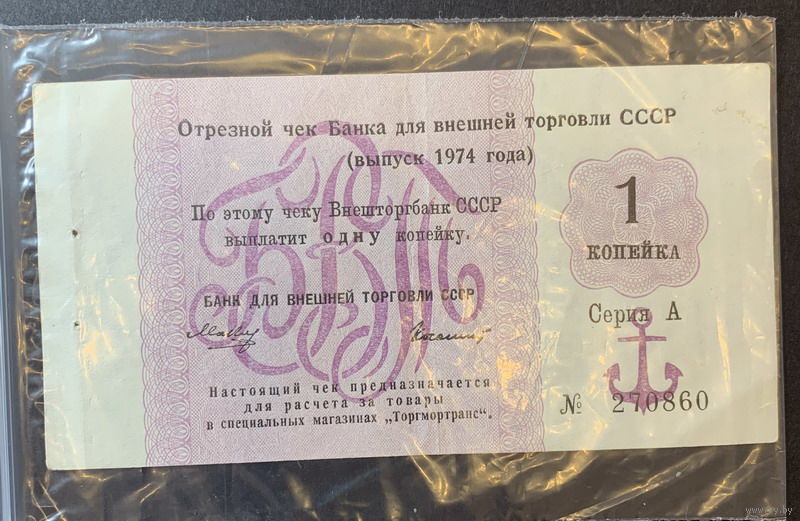 Отрезной чек Банка для внешней торговли СССР
(выпуск 1974 года)
По этому чеку Внешторгбанк СССР
выплатит одну копейку.
1
КОПЕЙКА
БАНК ДЛЯ ВНЕШНЕЙ ТОРГОВЛИ СССР
Серия А
Настоящий чек предназначается
для расчета за товары
в специальных магазинах „Торгмортранс“.
№ 270860